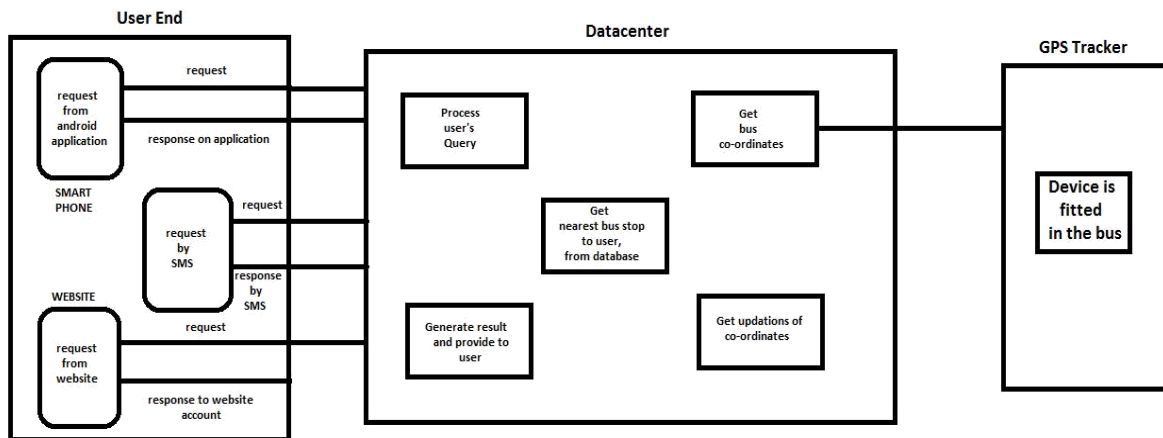 User End
Datacenter
GPS Tracker
request
from
android
application
SMART
PHONE
request
response on application
request
by
SMS
request
response
by
SMS
WEBSITE
request
from
website
request
response to website
account
Process
user's
Query
Get
bus
co-ordinates
Get
nearest bus stop
to user,
from database
Generate result
and provide to
user
Get updations of
co-ordinates
Device is
fitted
in the bus